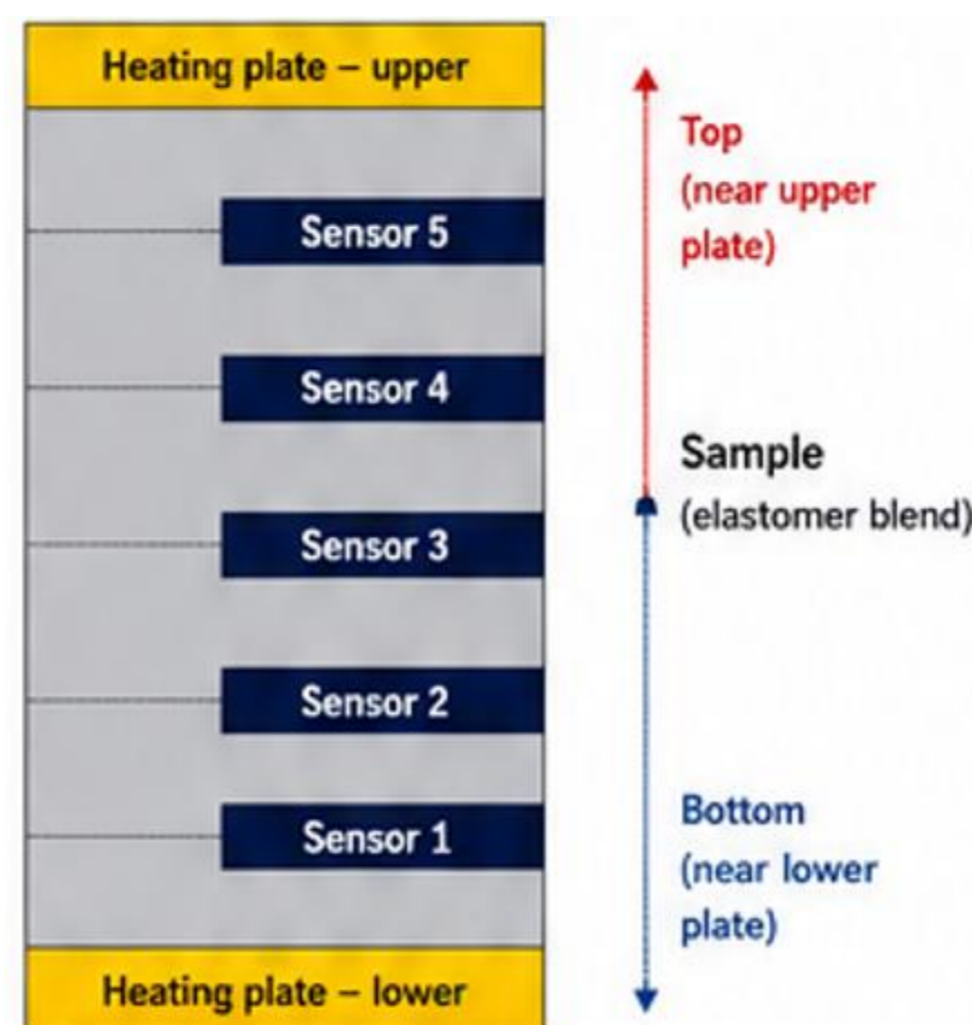 Heating plate – upper
Top
(near upper
plate)
Sensor 5
Sensor 4
Sample
(elastomer blend)
Sensor 3
Sensor 2
Bottom
(near lower
plate)
Sensor 1
Heating plate – lower